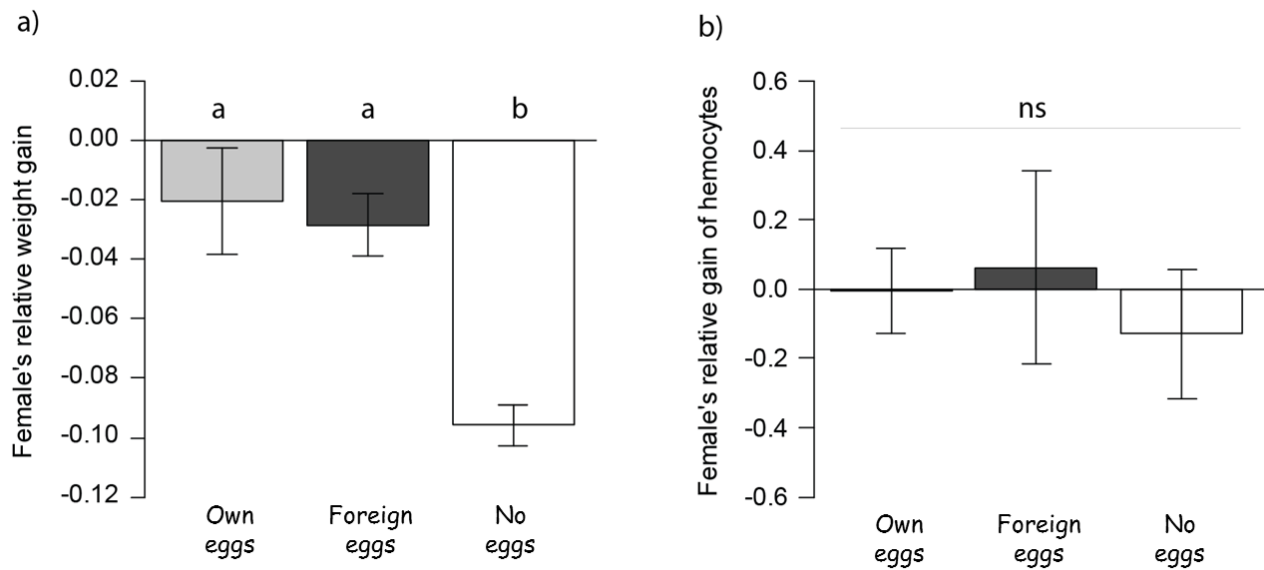 a)
Female's relative weight gain
0.02
0.00
-0.02
-0.04
-0.06
-0.08
-0.10
-0.12
a a b
Own eggs
Foreign eggs
No eggs
b)
Female's relative gain of hemocytes
0.6
0.4
0.2
0.0
-0.2
-0.4
-0.6
ns
Own eggs
Foreign eggs
No eggs